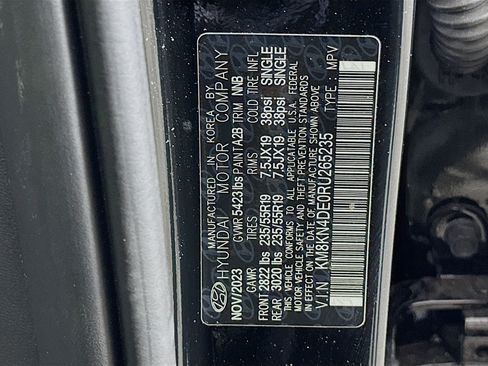 MANUFACTURED IN KOREA BY
HYUNDAI MOTOR COMPANY
NOV/2023 GVWR 5423lbs PAINT A2B TRIM NNB
GAWR TIRES RIMS COLD TIRE INFL
FRONT 2822 lbs 235/55R19 7.5JX19 38psi SINGLE
REAR 3020 lbs 235/55R19 7.5JX19 38psi SINGLE
THIS MPV CONFORMS TO ALL APPLICABLE U.S.A. FEDERAL
MOTOR VEHICLE SAFETY AND THEFT PREVENTION STANDARDS
IN EFFECT ON THE DATE OF MANUFACTURE SHOWN ABOVE
V.I.N : KM8KN4DE0RU265235 TYPE : MPV